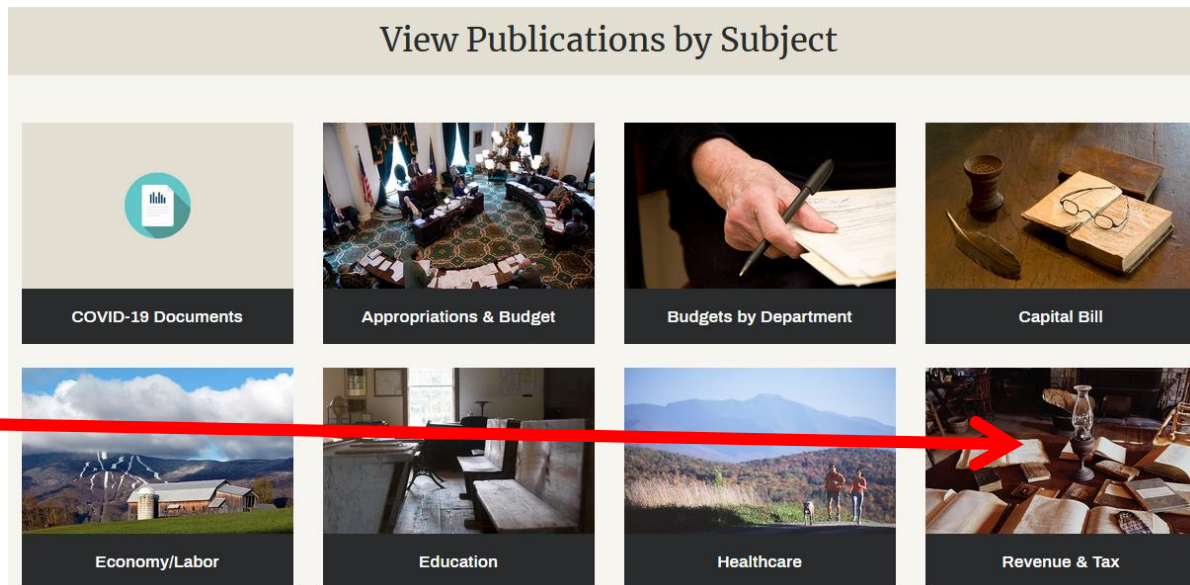 View Publications by Subject
COVID-19 Documents
Appropriations & Budget
Budgets by Department
Capital Bill
Economy/Labor
Education
Healthcare
Revenue & Tax